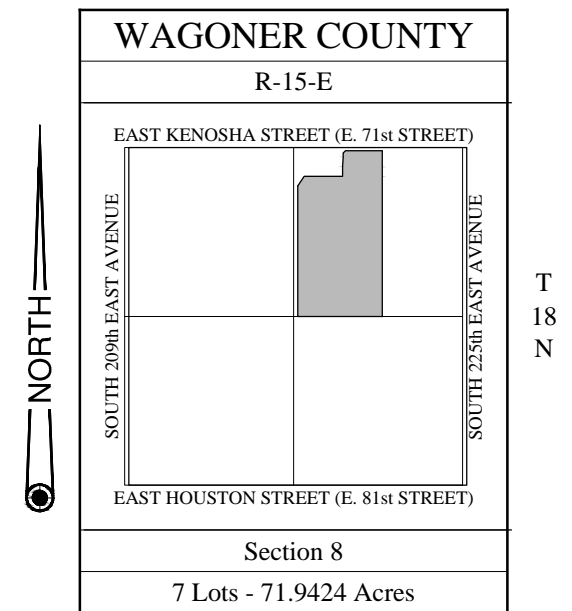 WAGONER COUNTY
R-15-E
EAST KENOSHA STREET (E. 71st STREET)
SOUTH 209th EAST AVENUE
SOUTH 225th EAST AVENUE
NORTH
T
18
N
EAST HOUSTON STREET (E. 81st STREET)
Section 8
7 Lots - 71.9424 Acres